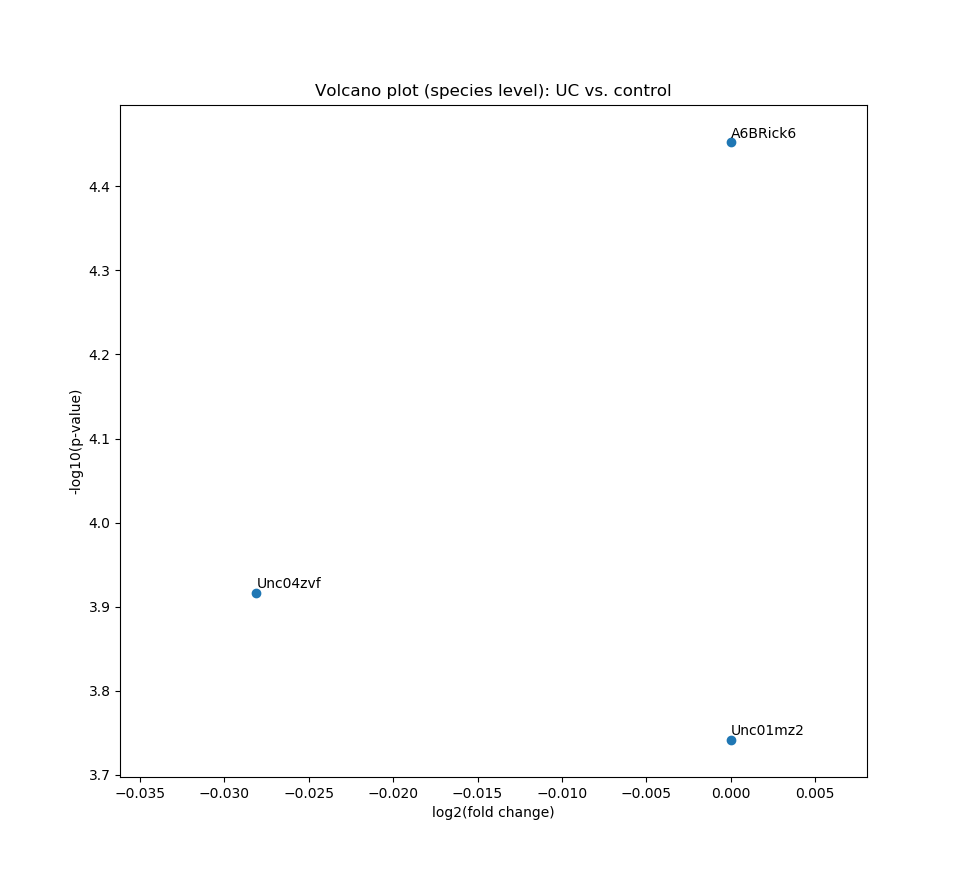 Volcano plot (species level): UC vs. control
A6BRick6
4.4
4.3
4.2
4.1
4.0
3.9
3.8
3.7
-log10(p-value)
Unc04zvf
Unc01mz2
−0.035 −0.030 −0.025 −0.020 −0.015 −0.010 −0.005 0.000 0.005
log2(fold change)